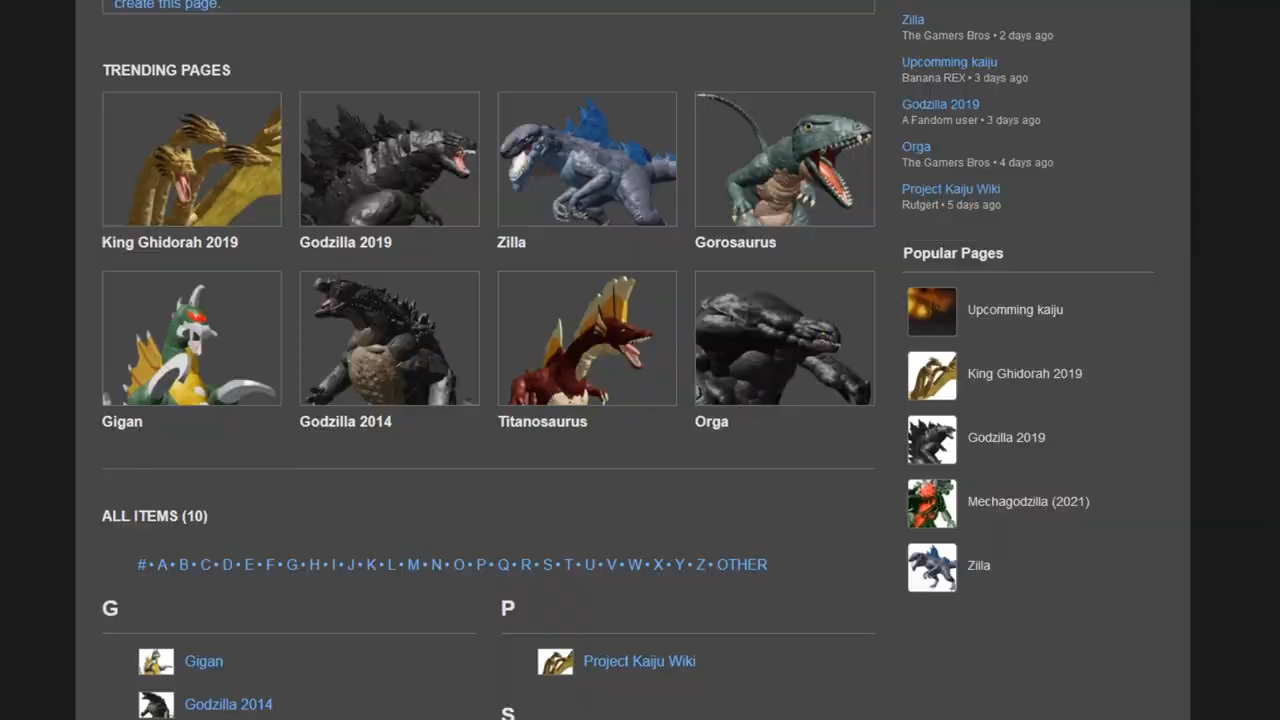 create this page.
TRENDING PAGES
King Ghidorah 2019
Godzilla 2019
Zilla
Gorosaurus
Gigan
Godzilla 2014
Titanosaurus
Orga
ALL ITEMS (10)
# • A • B • C • D • E • F • G • H • I • J • K • L • M • N • O • P • Q • R • S • T • U • V • W • X • Y • Z • OTHER
G
Gigan
Godzilla 2014
P
Project Kaiju Wiki
S
Zilla
The Gamers Bros • 2 days ago
Upcomming kaiju
Banana REX • 3 days ago
Godzilla 2019
A Fandom user • 3 days ago
Orga
The Gamers Bros • 4 days ago
Project Kaiju Wiki
Rutgert • 5 days ago
Popular Pages
Upcomming kaiju
King Ghidorah 2019
Godzilla 2019
Mechagodzilla (2021)
Zilla